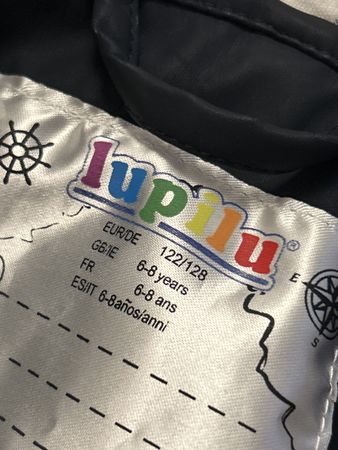 lupilu®
EUR/DE 122/128
GB/IE 6-8 years
FR 6-8 ans
ES/IT 6-8años/anni
E
S